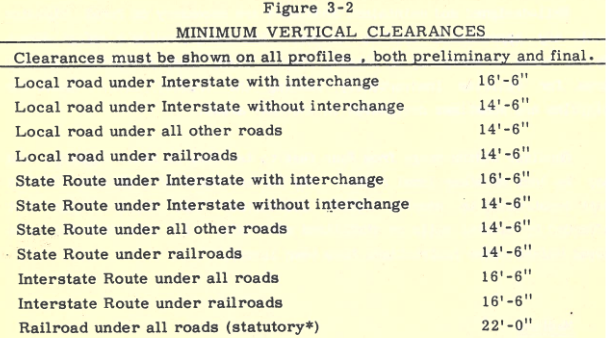 Figure 3-2
MINIMUM VERTICAL CLEARANCES
Clearances must be shown on all profiles , both preliminary and final.
Local road under Interstate with interchange 16'-6"
Local road under Interstate without interchange 14'-6"
Local road under all other roads 14'-6"
Local road under railroads 14'-6"
State Route under Interstate with interchange 16'-6"
State Route under Interstate without interchange 14'-6"
State Route under all other roads 14'-6"
State Route under railroads 14'-6"
Interstate Route under all roads 16'-6"
Interstate Route under railroads 16'-6"
Railroad under all roads (statutory*) 22'-0"